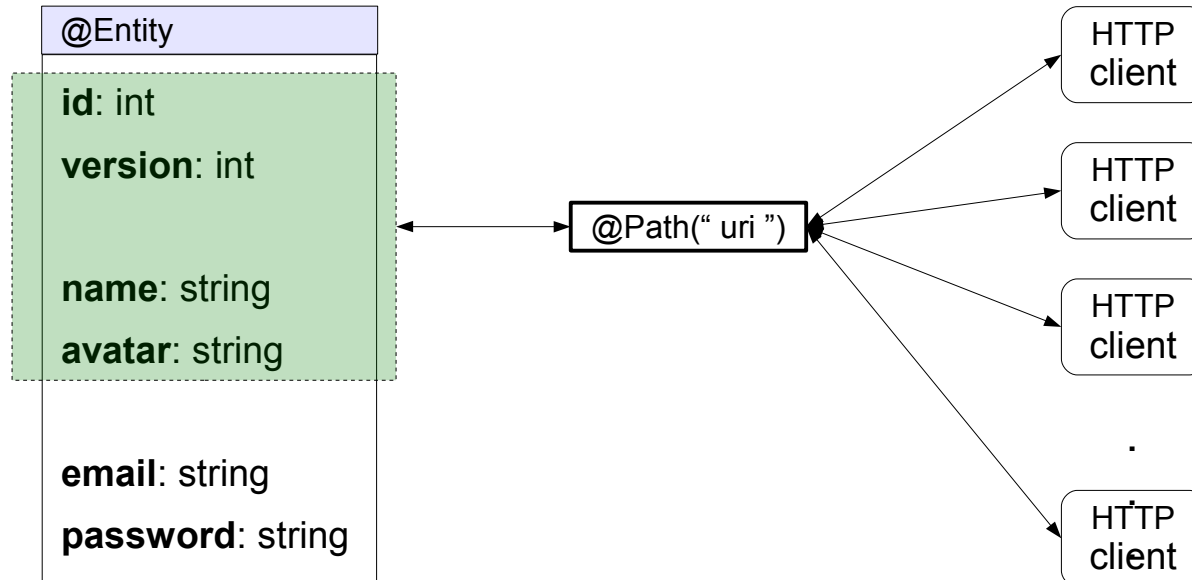 @Entity
id: int
version: int
name: string
avatar: string
email: string
password: string
@Path(“ uri ”)
HTTP
client
HTTP
client
HTTP
client
.
.
.
HTTP
client